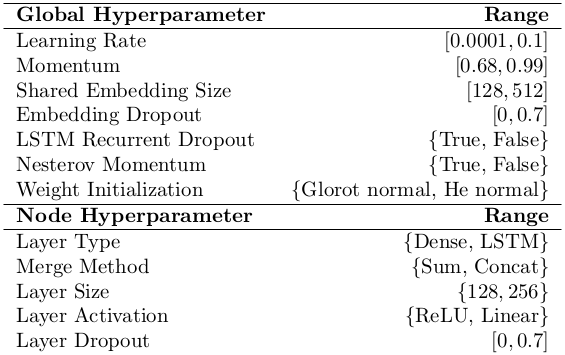 Global Hyperparameter Range
Learning Rate [0.0001, 0.1]
Momentum [0.68, 0.99]
Shared Embedding Size [128, 512]
Embedding Dropout [0, 0.7]
LSTM Recurrent Dropout {True, False}
Nesterov Momentum {True, False}
Weight Initialization {Glorot normal, He normal}
Node Hyperparameter Range
Layer Type {Dense, LSTM}
Merge Method {Sum, Concat}
Layer Size {128, 256}
Layer Activation {ReLU, Linear}
Layer Dropout [0, 0.7]